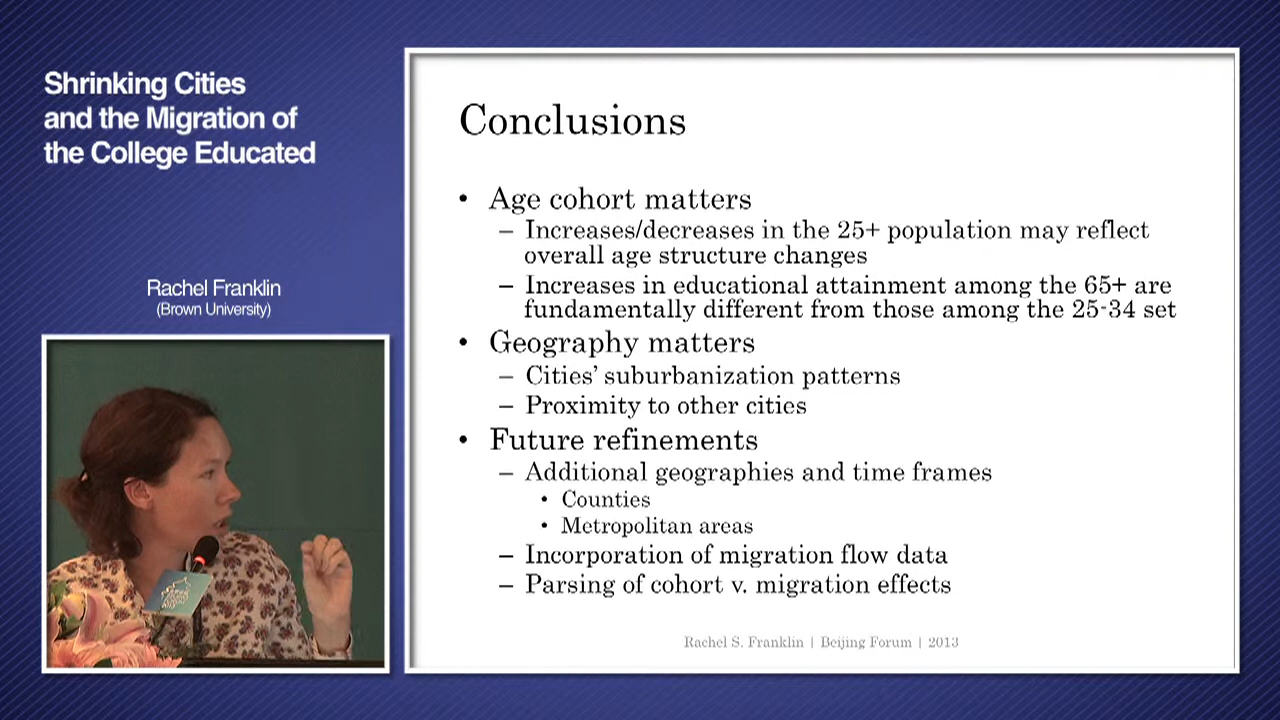 Shrinking Cities
and the Migration of
the College Educated
Rachel Franklin
(Brown University)
Conclusions
• Age cohort matters
– Increases/decreases in the 25+ population may reflect
overall age structure changes
– Increases in educational attainment among the 65+ are
fundamentally different from those among the 25-34 set
• Geography matters
– Cities’ suburbanization patterns
– Proximity to other cities
• Future refinements
– Additional geographies and time frames
• Counties
• Metropolitan areas
– Incorporation of migration flow data
– Parsing of cohort v. migration effects
Rachel S. Franklin | Beijing Forum | 2013